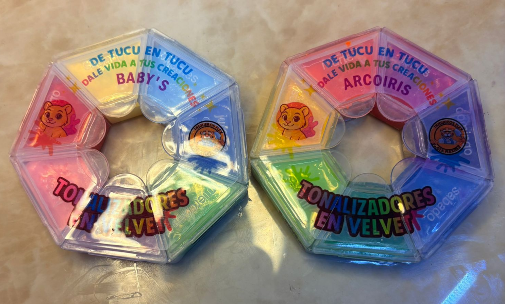 DE TUCU EN TUCU
DALE VIDA A TUS CREACIONES
BABY'S
TONALIZADORES
EN VELVET
DE TUCU EN TUCU
DALE VIDA A TUS CREACIONES
ARCOIRIS
TONALIZADORES
EN VELVET